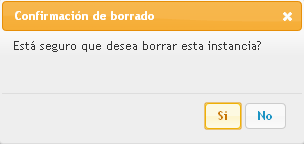 Confirmación de borrado
Está seguro que desea borrar esta instancia?
Si No